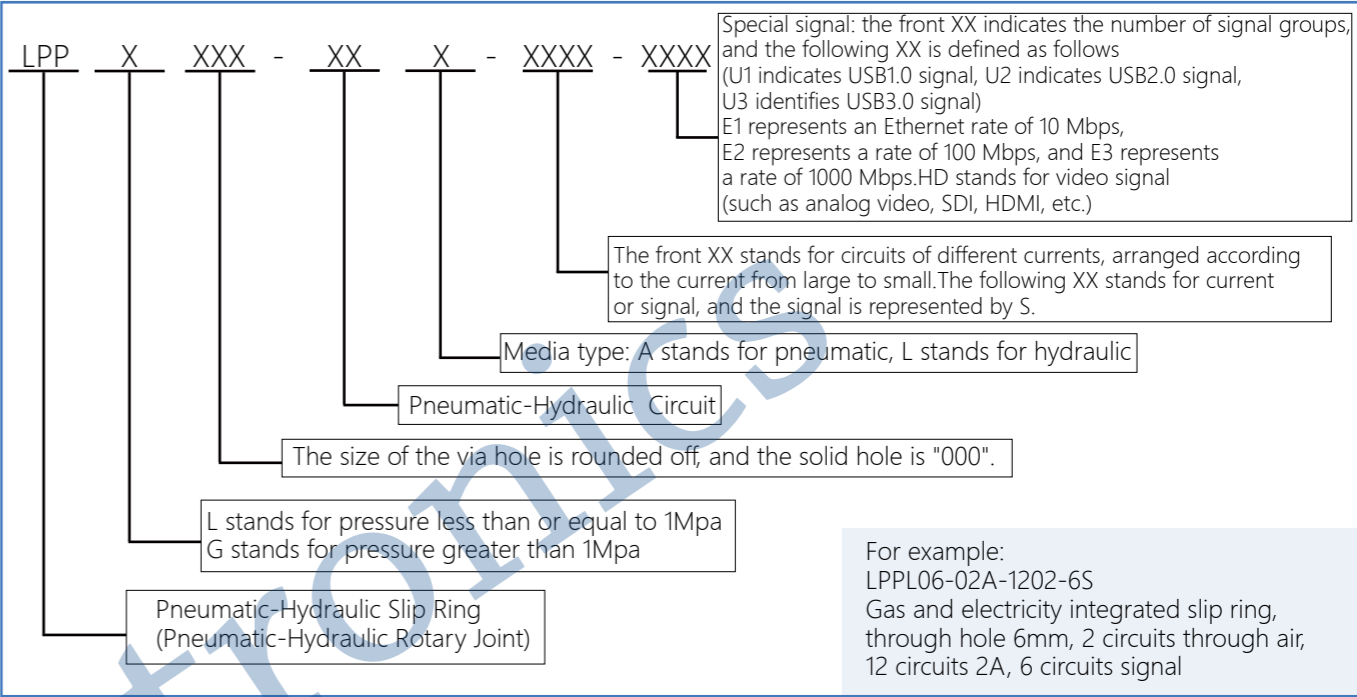 LPP X XXX - XX X - XXXX - XXXX
Special signal: the front XX indicates the number of signal groups,
and the following XX is defined as follows
(U1 indicates USB1.0 signal, U2 indicates USB2.0 signal,
U3 identifies USB3.0 signal)
E1 represents an Ethernet rate of 10 Mbps,
E2 represents a rate of 100 Mbps, and E3 represents
a rate of 1000 Mbps.HD stands for video signal
(such as analog video, SDI, HDMI, etc.)
The front XX stands for circuits of different currents, arranged according
to the current from large to small.The following XX stands for current
or signal, and the signal is represented by S.
Media type: A stands for pneumatic, L stands for hydraulic
Pneumatic-Hydraulic Circuit
The size of the via hole is rounded off, and the solid hole is "000".
L stands for pressure less than or equal to 1Mpa
G stands for pressure greater than 1Mpa
Pneumatic-Hydraulic Slip Ring
(Pneumatic-Hydraulic Rotary Joint)
For example:
LPPL06-02A-1202-6S
Gas and electricity integrated slip ring,
through hole 6mm, 2 circuits through air,
12 circuits 2A, 6 circuits signal
tronics